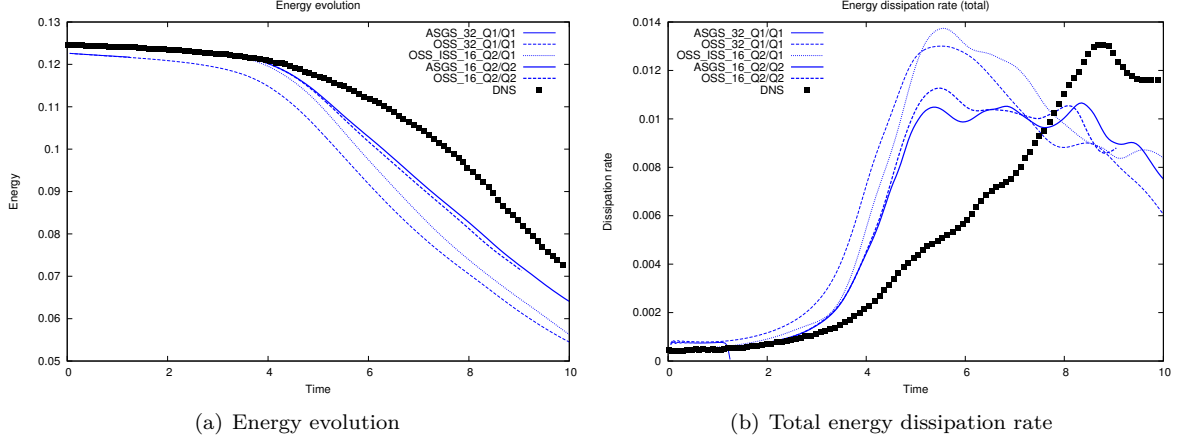 Energy evolution
ASGS_32_Q1/Q1
OSS_32_Q1/Q1
OSS_ISS_16_Q2/Q1
ASGS_16_Q2/Q2
OSS_16_Q2/Q2
DNS
0.13
0.12
0.11
0.1
0.09
0.08
0.07
0.06
0.05
Energy
0
2
4
6
8
10
Time
(a) Energy evolution
Energy dissipation rate (total)
ASGS_32_Q1/Q1
OSS_32_Q1/Q1
OSS_ISS_16_Q2/Q1
ASGS_16_Q2/Q2
OSS_16_Q2/Q2
DNS
0.014
0.012
0.01
0.008
0.006
0.004
0.002
0
Dissipation rate
0
2
4
6
8
10
Time
(b) Total energy dissipation rate